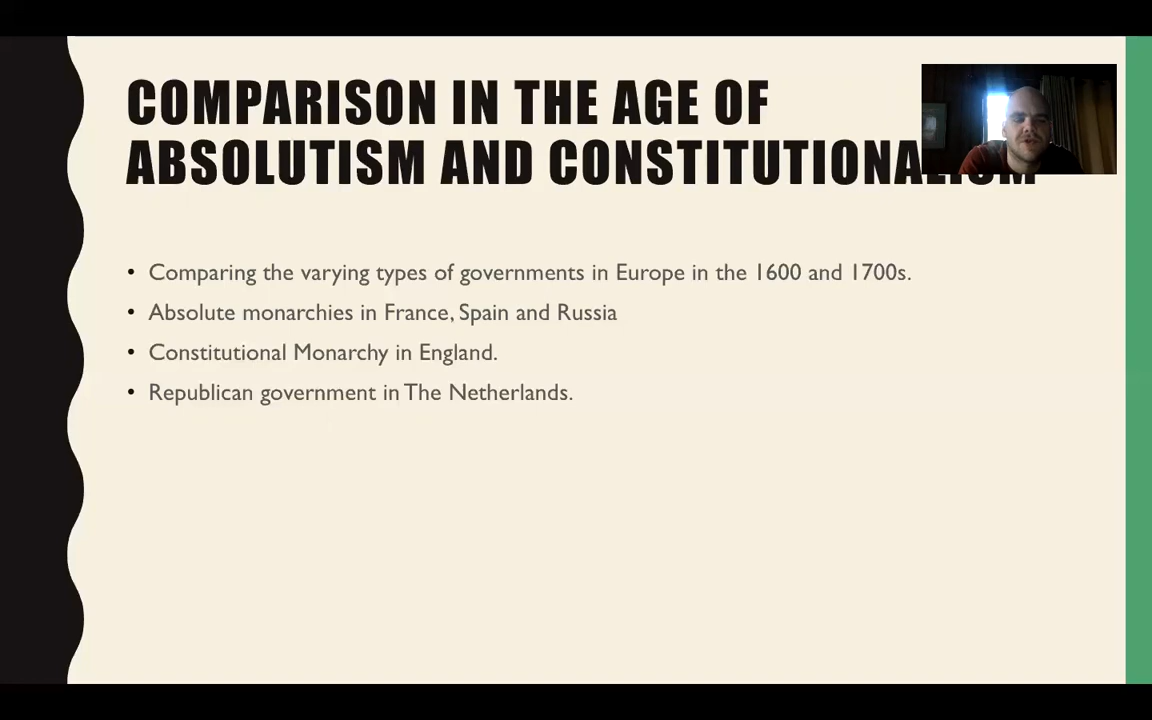 COMPARISON IN THE AGE OF
ABSOLUTISM AND CONSTITUTIONALISM
• Comparing the varying types of governments in Europe in the 1600 and 1700s.
• Absolute monarchies in France, Spain and Russia
• Constitutional Monarchy in England.
• Republican government in The Netherlands.